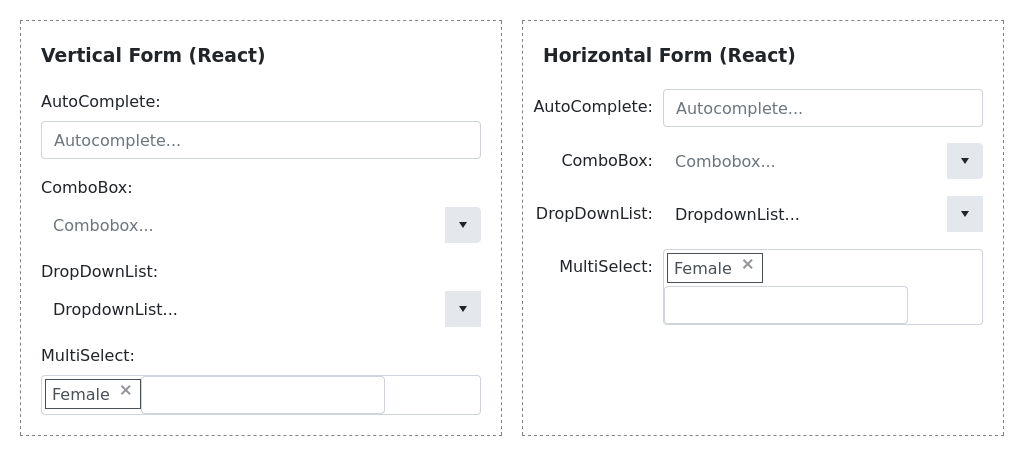 Vertical Form (React)
AutoComplete:
Autocomplete...
ComboBox:
Combobox...
DropDownList:
DropdownList...
MultiSelect:
Female ×
Horizontal Form (React)
AutoComplete: Autocomplete...
ComboBox: Combobox...
DropDownList: DropdownList...
MultiSelect: Female ×